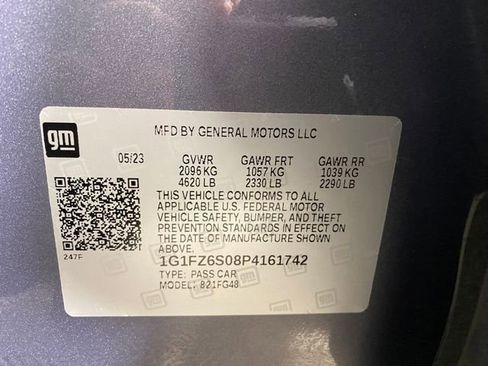 gm
MFD BY GENERAL MOTORS LLC
05/23 GVWR GAWR FRT GAWR RR
2096 KG 1057 KG 1039 KG
4620 LB 2330 LB 2290 LB
THIS VEHICLE CONFORMS TO ALL
APPLICABLE U.S. FEDERAL MOTOR
VEHICLE SAFETY, BUMPER, AND THEFT
PREVENTION STANDARDS IN EFFECT ON
THE DATE OF MANUFACTURE
SHOWN ABOVE.
247F
1G1FZ6S08P4161742
TYPE: PASS CAR
MODEL: 821FG48